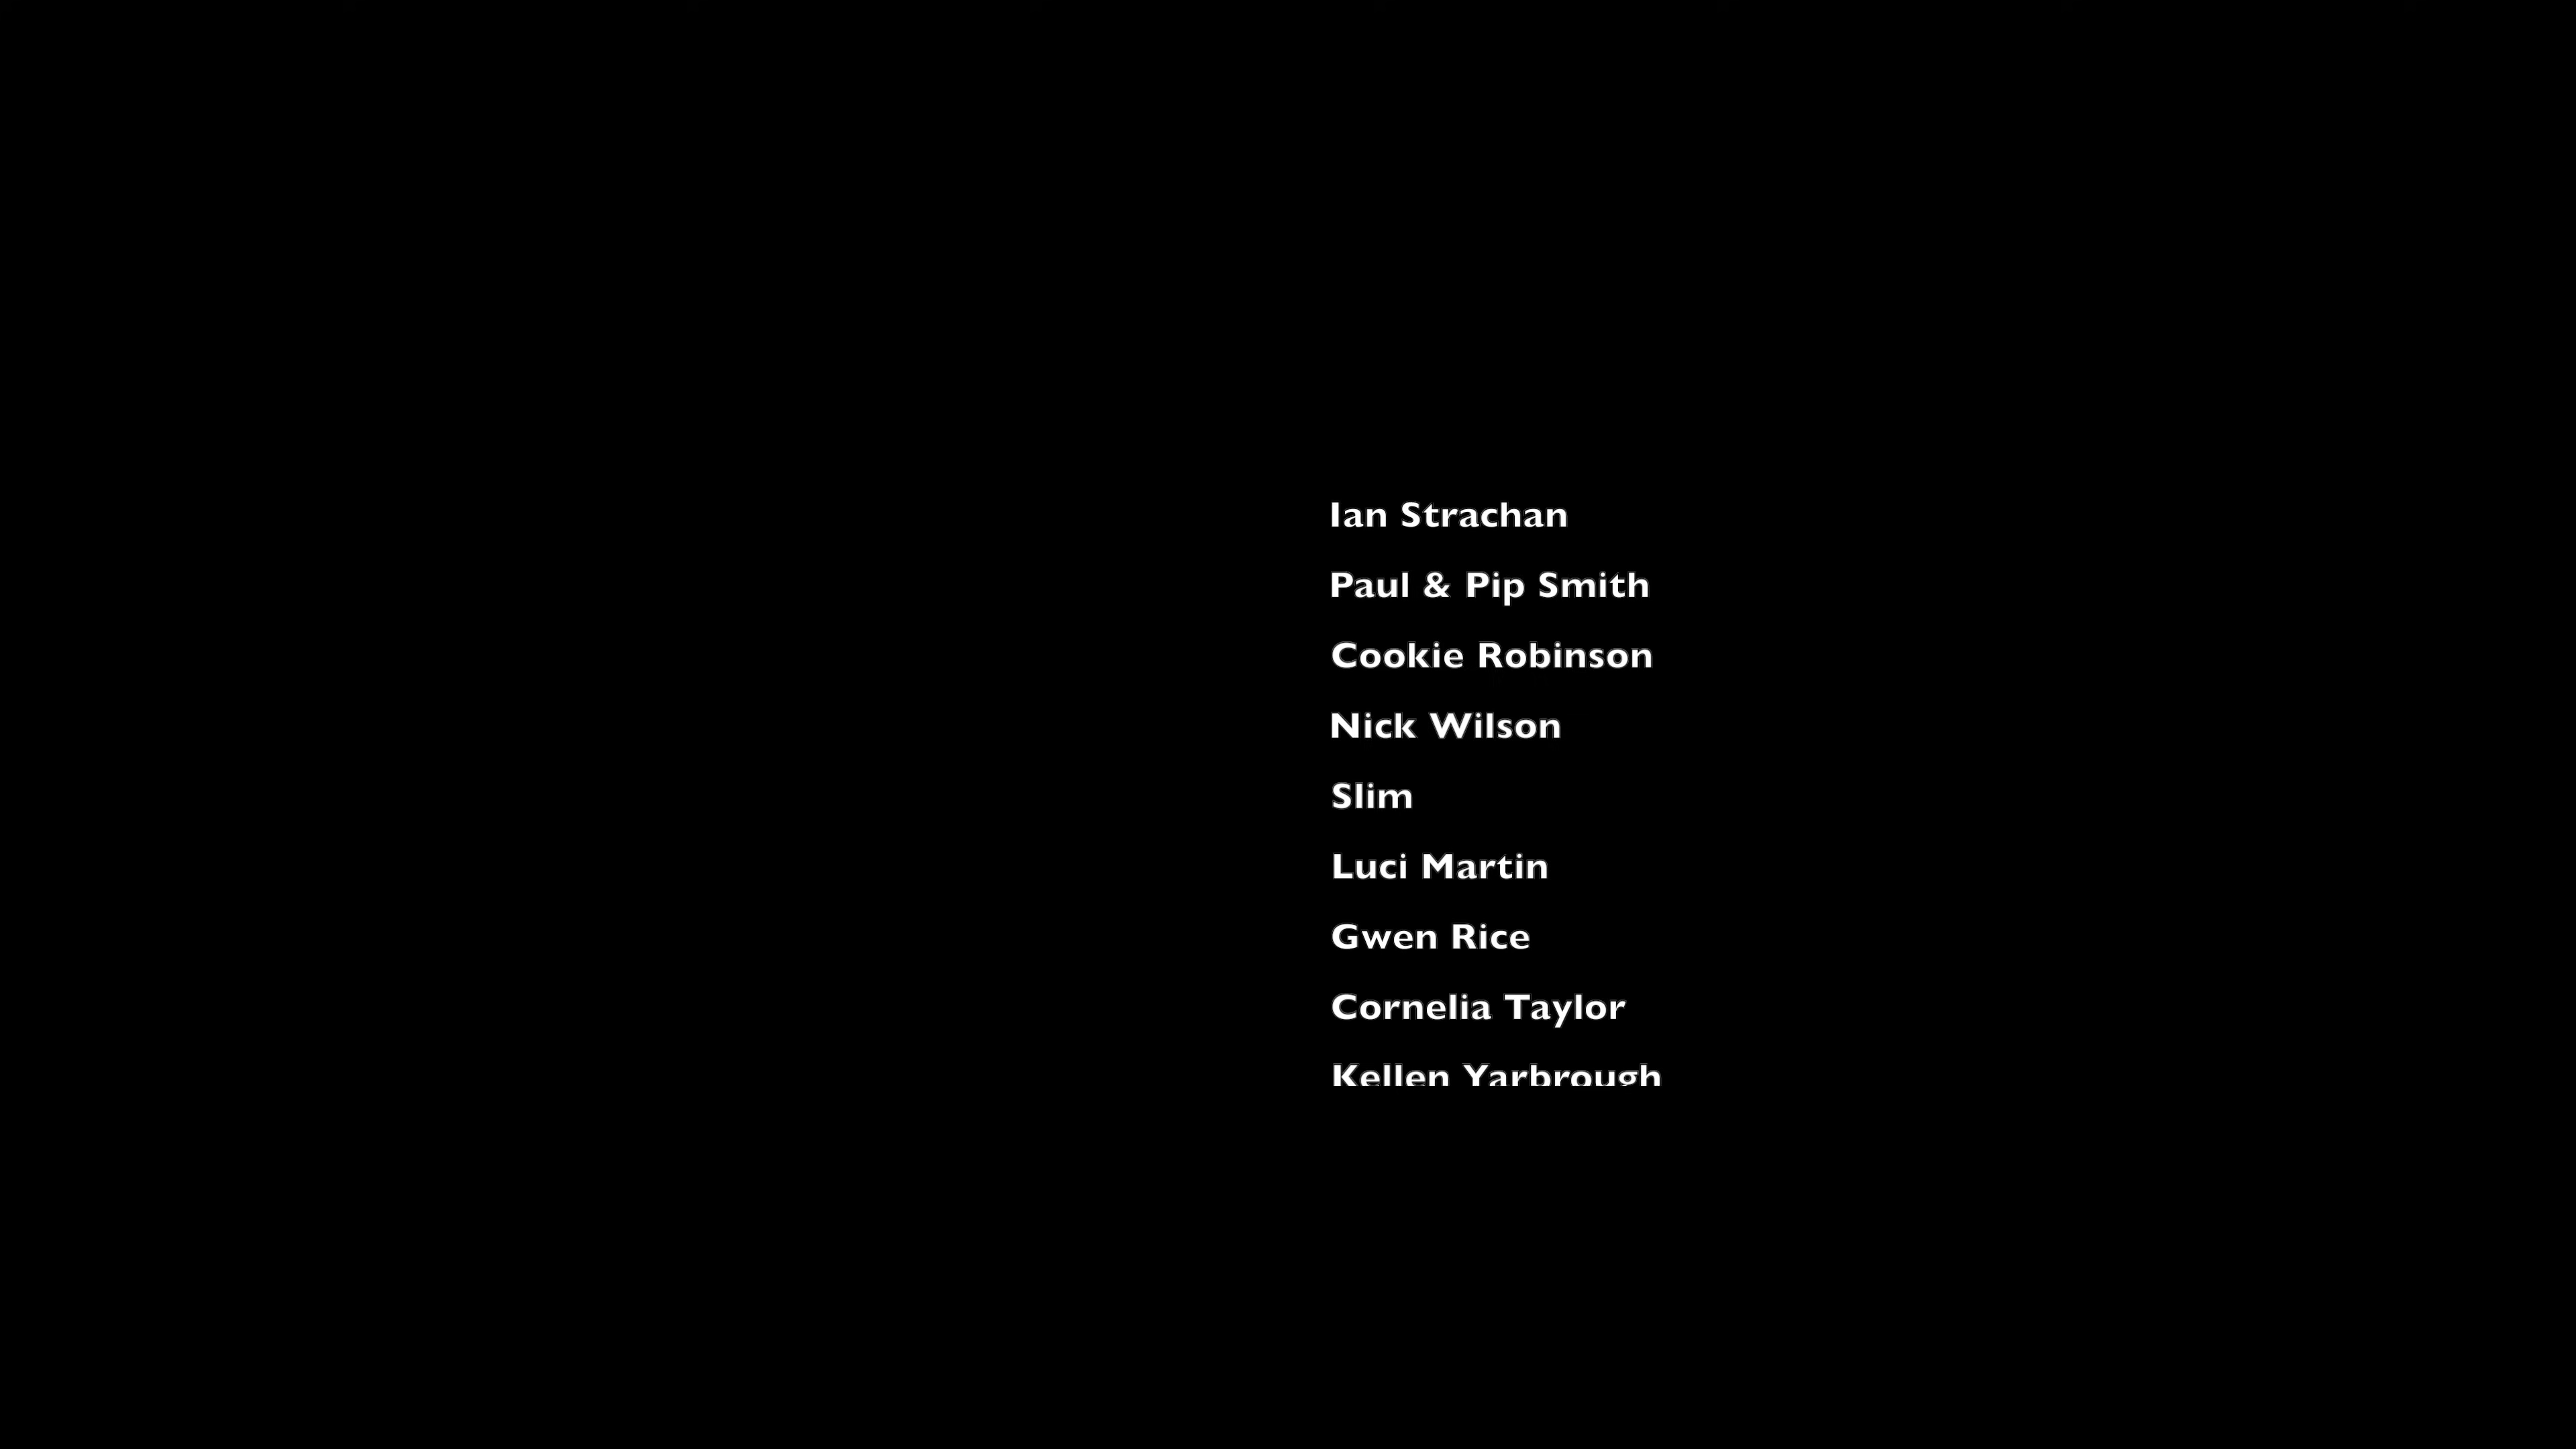 Ian Strachan
Paul & Pip Smith
Cookie Robinson
Nick Wilson
Slim
Luci Martin
Gwen Rice
Cornelia Taylor
Kellen Yarbrough